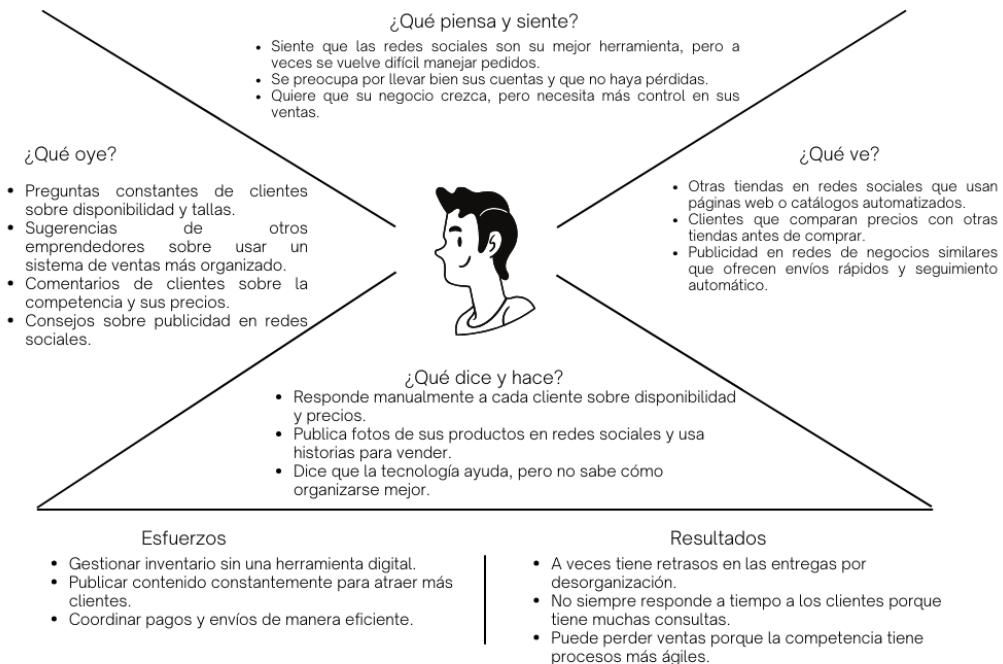 ¿Qué piensa y siente?
• Siente que las redes sociales son su mejor herramienta, pero a
veces se vuelve difícil manejar pedidos.
• Se preocupa por llevar bien sus cuentas y que no haya pérdidas.
• Quiere que su negocio crezca, pero necesita más control en sus
ventas.
¿Qué oye?
• Preguntas constantes de clientes
sobre disponibilidad y tallas.
• Sugerencias de otros
emprendedores sobre usar un
sistema de ventas más organizado.
• Comentarios de clientes sobre la
competencia y sus precios.
• Consejos sobre publicidad en redes
sociales.
¿Qué ve?
• Otras tiendas en redes sociales que usan
páginas web o catálogos automatizados.
• Clientes que comparan precios con otras
tiendas antes de comprar.
• Publicidad en redes de negocios similares
que ofrecen envíos rápidos y seguimiento
automático.
¿Qué dice y hace?
• Responde manualmente a cada cliente sobre disponibilidad
y precios.
• Publica fotos de sus productos en redes sociales y usa
historias para vender.
• Dice que la tecnología ayuda, pero no sabe cómo
organizarse mejor.
Esfuerzos
• Gestionar inventario sin una herramienta digital.
• Publicar contenido constantemente para atraer más
clientes.
• Coordinar pagos y envíos de manera eficiente.
Resultados
• A veces tiene retrasos en las entregas por
desorganización.
• No siempre responde a tiempo a los clientes porque
tiene muchas consultas.
• Puede perder ventas porque la competencia tiene
procesos más ágiles.